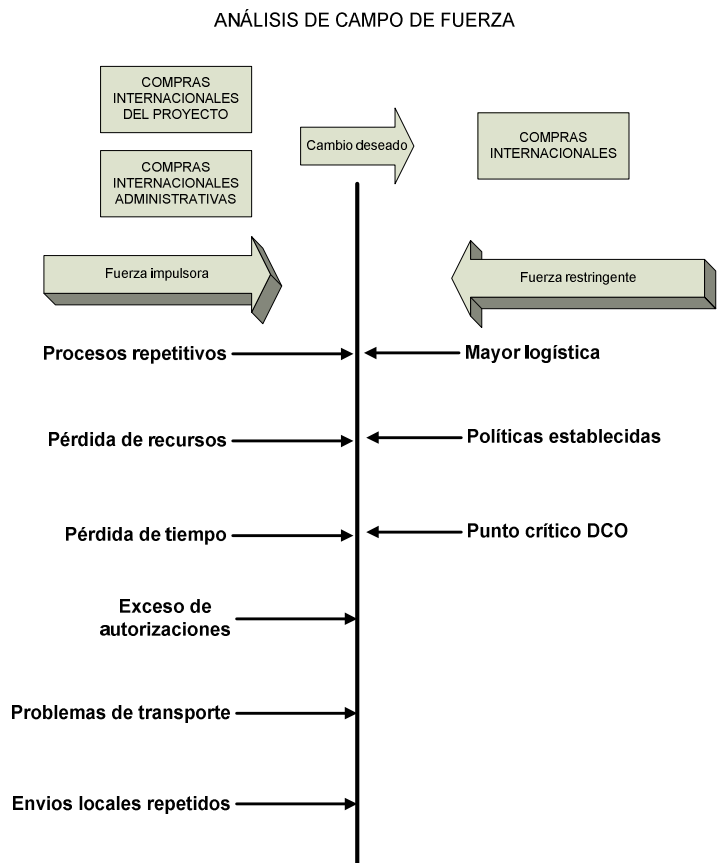 ANÁLISIS DE CAMPO DE FUERZA
COMPRAS
INTERNACIONALES
DEL PROYECTO
COMPRAS
INTERNACIONALES
ADMINISTRATIVAS
Cambio deseado
COMPRAS
INTERNACIONALES
Fuerza impulsora
Fuerza restringente
Procesos repetitivos
Mayor logística
Pérdida de recursos
Políticas establecidas
Pérdida de tiempo
Punto crítico DCO
Exceso de
autorizaciones
Problemas de transporte
Envios locales repetidos